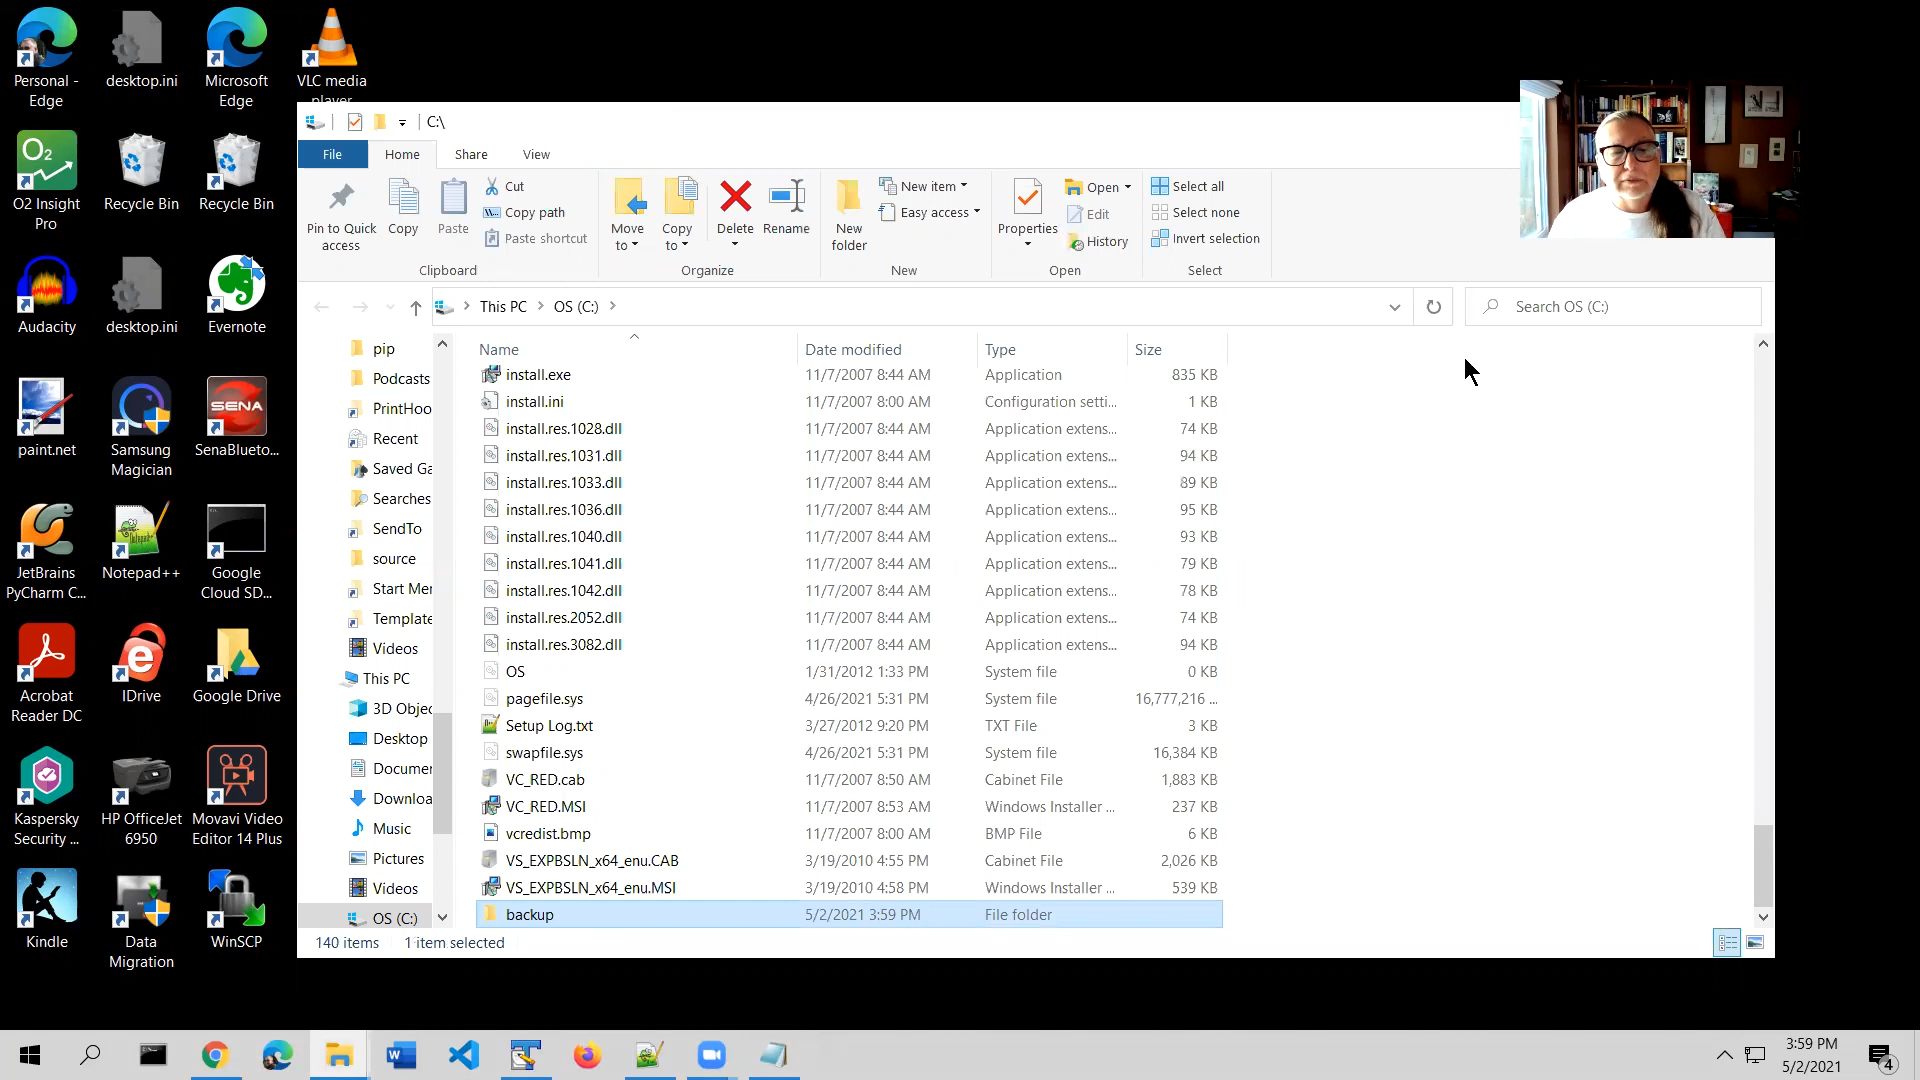 Personal -
Edge
desktop.ini
Microsoft
Edge
VLC media
player
O2
O2 Insight
Pro
Recycle Bin
Recycle Bin
Audacity
desktop.ini
Evernote
paint.net
Samsung
Magician
SENA
SenaBlueto...
JetBrains
PyCharm C...
Notepad++
Google
Cloud SD...
Acrobat
Reader DC
IDrive
Google Drive
Kaspersky
Security ...
HP OfficeJet
6950
Movavi Video
Editor 14 Plus
Kindle
Data
Migration
WinSCP
C:\
File
Home
Share
View
Pin to Quick
access
Copy
Paste
Cut
Copy path
Paste shortcut
Clipboard
Move
to
Copy
to
Delete
Rename
Organize
New
folder
New item
Easy access
New
Properties
Open
Edit
History
Open
Select all
Select none
Invert selection
Select
This PC
OS (C:)
Search OS (C:)
pip
Podcasts
PrintHoo
Recent
Saved Ga
Searches
SendTo
source
Start Mer
Template
Videos
This PC
3D Objec
Desktop
Documer
Downloa
Music
Pictures
Videos
OS (C:)
Name Date modified Type Size
install.exe 11/7/2007 8:44 AM Application 835 KB
install.ini 11/7/2007 8:00 AM Configuration setti... 1 KB
install.res.1028.dll 11/7/2007 8:44 AM Application extens... 74 KB
install.res.1031.dll 11/7/2007 8:44 AM Application extens... 94 KB
install.res.1033.dll 11/7/2007 8:44 AM Application extens... 89 KB
install.res.1036.dll 11/7/2007 8:44 AM Application extens... 95 KB
install.res.1040.dll 11/7/2007 8:44 AM Application extens... 93 KB
install.res.1041.dll 11/7/2007 8:44 AM Application extens... 79 KB
install.res.1042.dll 11/7/2007 8:44 AM Application extens... 78 KB
install.res.2052.dll 11/7/2007 8:44 AM Application extens... 74 KB
install.res.3082.dll 11/7/2007 8:44 AM Application extens... 94 KB
OS 1/31/2012 1:33 PM System file 0 KB
pagefile.sys 4/26/2021 5:31 PM System file 16,777,216 ...
Setup Log.txt 3/27/2012 9:20 PM TXT File 3 KB
swapfile.sys 4/26/2021 5:31 PM System file 16,384 KB
VC_RED.cab 11/7/2007 8:50 AM Cabinet File 1,883 KB
VC_RED.MSI 11/7/2007 8:53 AM Windows Installer ... 237 KB
vcredist.bmp 11/7/2007 8:00 AM BMP File 6 KB
VS_EXPBSLN_x64_enu.CAB 3/19/2010 4:55 PM Cabinet File 2,026 KB
VS_EXPBSLN_x64_enu.MSI 3/19/2010 4:58 PM Windows Installer ... 539 KB
backup 5/2/2021 3:59 PM File folder
140 items 1 item selected
3:59 PM
5/2/2021
4